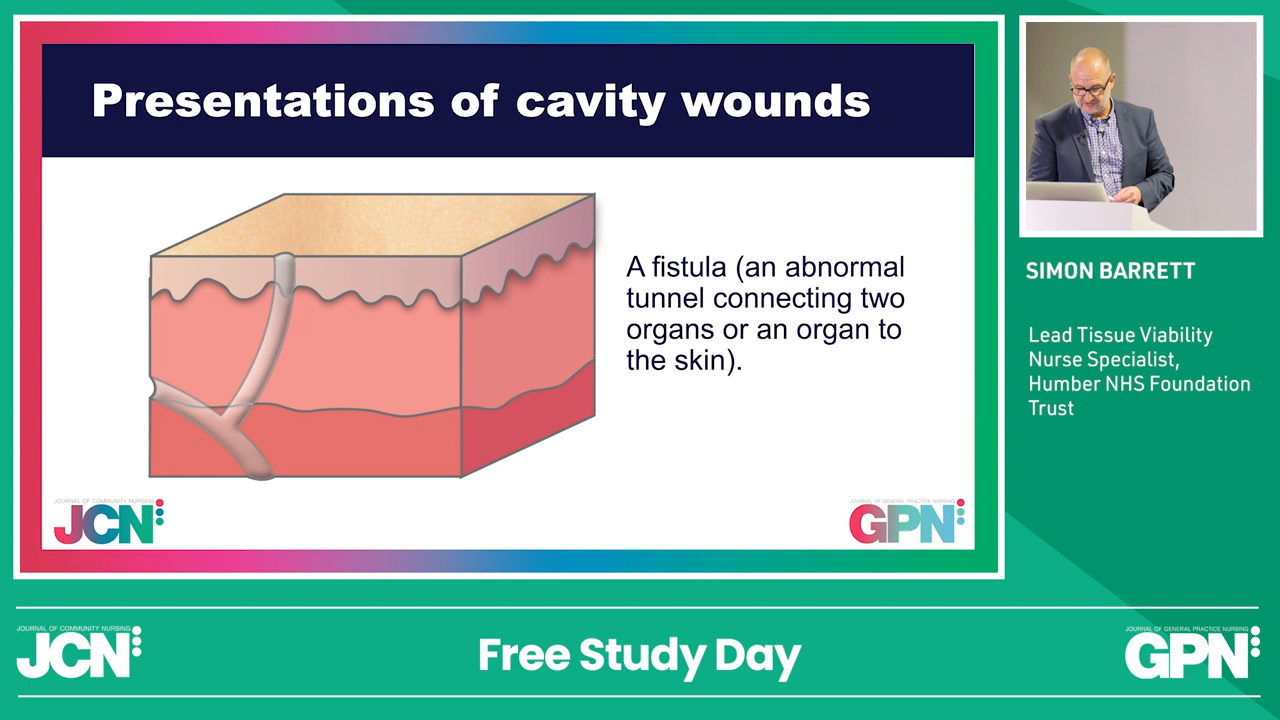 Presentations of cavity wounds
A fistula (an abnormal
tunnel connecting two
organs or an organ to
the skin).
JOURNAL OF COMMUNITY NURSING
JCN
JOURNAL OF GENERAL PRACTICE NURSING
GPN
SIMON BARRETT
Lead Tissue Viability
Nurse Specialist,
Humber NHS Foundation
Trust
JOURNAL OF COMMUNITY NURSING
JCN
Free Study Day
JOURNAL OF GENERAL PRACTICE NURSING
GPN